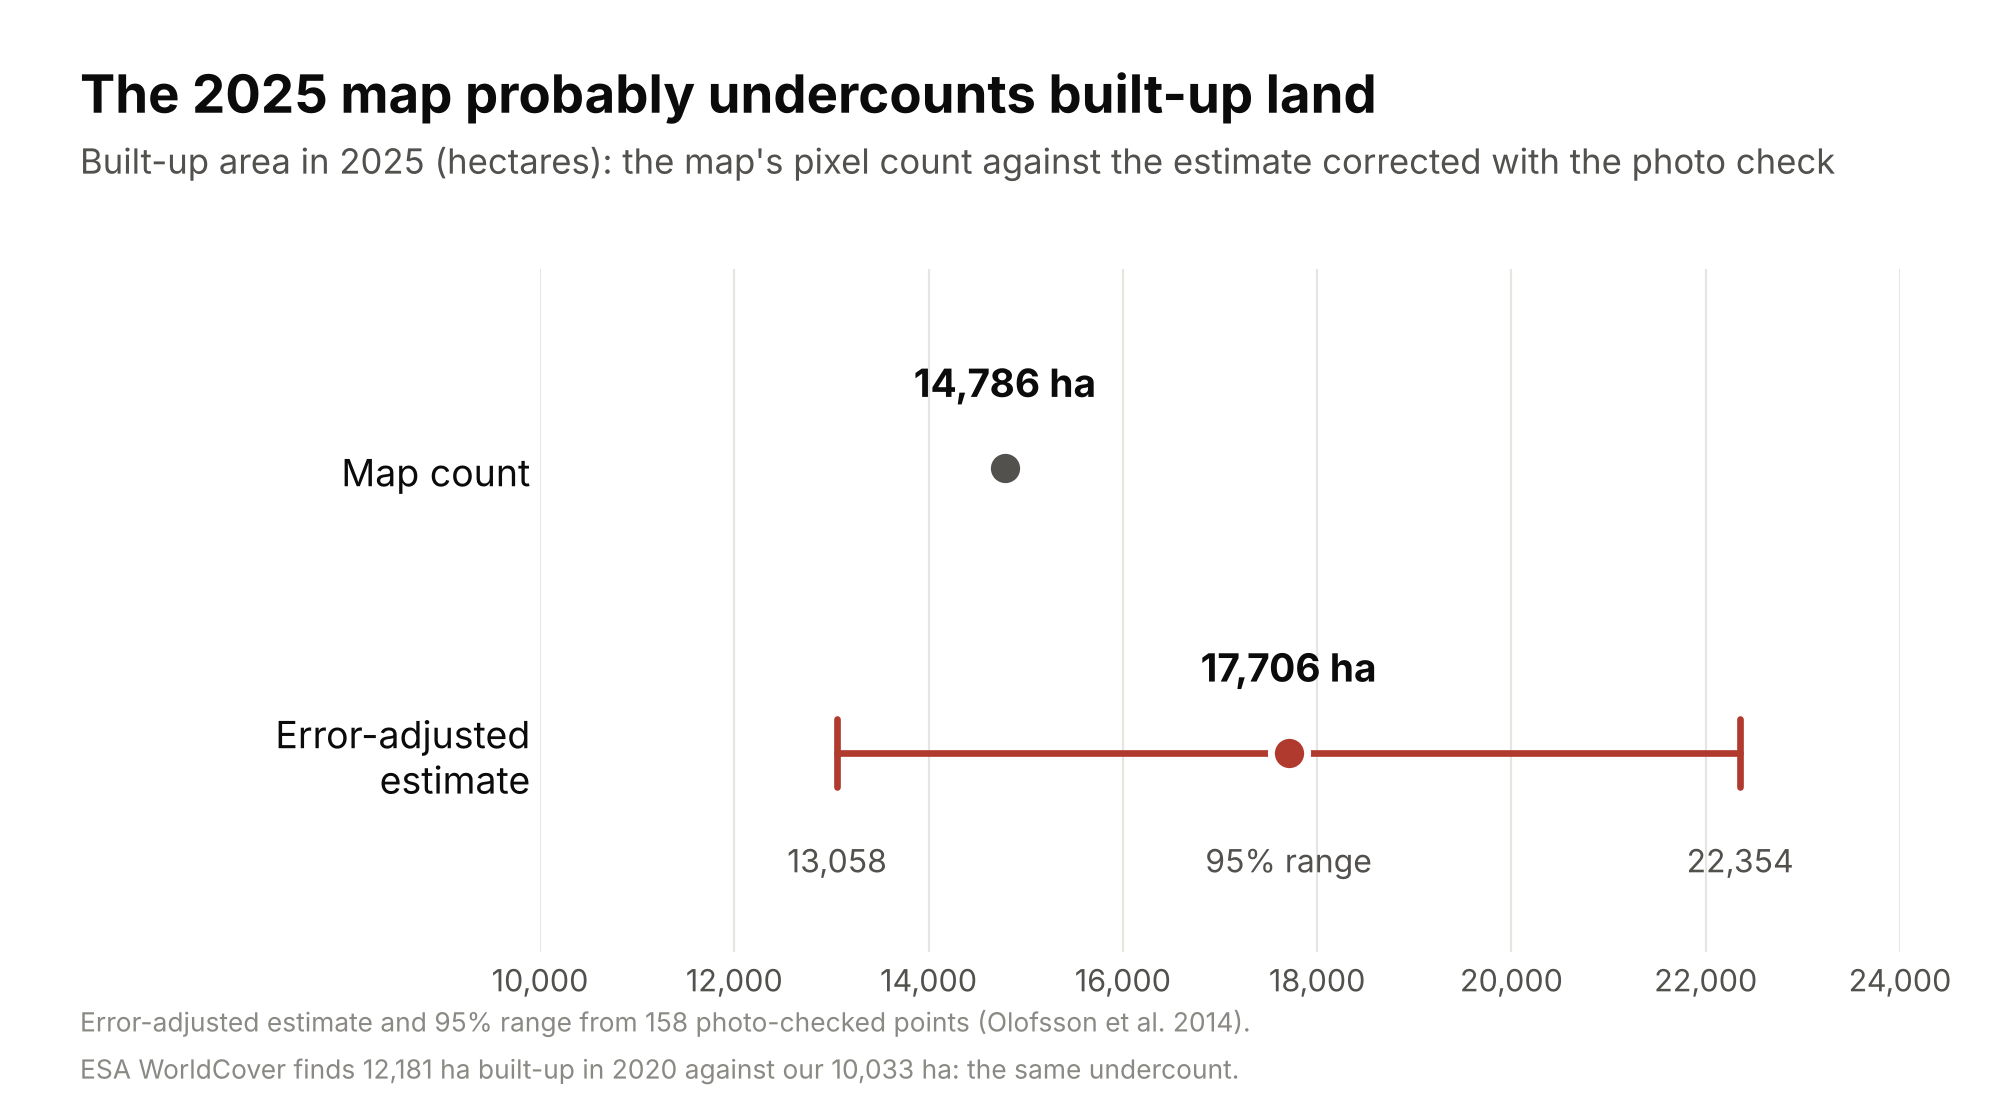 The 2025 map probably undercounts built-up land
Built-up area in 2025 (hectares): the map's pixel count against the estimate corrected with the photo check
14,786 ha
Map count
17,706 ha
Error-adjusted
estimate
13,058 95% range 22,354
10,000 12,000 14,000 16,000 18,000 20,000 22,000 24,000
Error-adjusted estimate and 95% range from 158 photo-checked points (Olofsson et al. 2014).
ESA WorldCover finds 12,181 ha built-up in 2020 against our 10,033 ha: the same undercount.